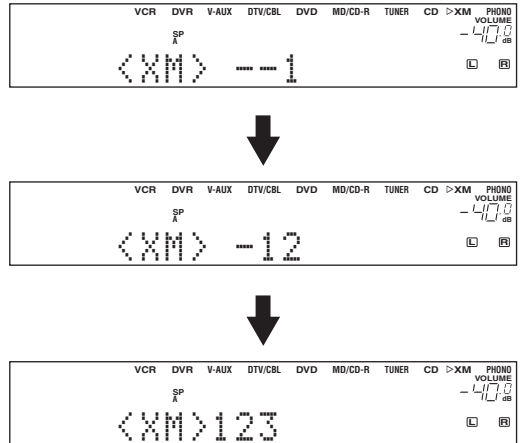 VCR DVR V-AUX DTV/CBL DVD MD/CD-R TUNER CD ▷XM PHONO
VOLUME
SP
A
-40.0 dB
<XM> --1
L R
VCR DVR V-AUX DTV/CBL DVD MD/CD-R TUNER CD ▷XM PHONO
VOLUME
SP
A
-40.0 dB
<XM> -12
L R
VCR DVR V-AUX DTV/CBL DVD MD/CD-R TUNER CD ▷XM PHONO
VOLUME
SP
A
-40.0 dB
<XM>123
L R